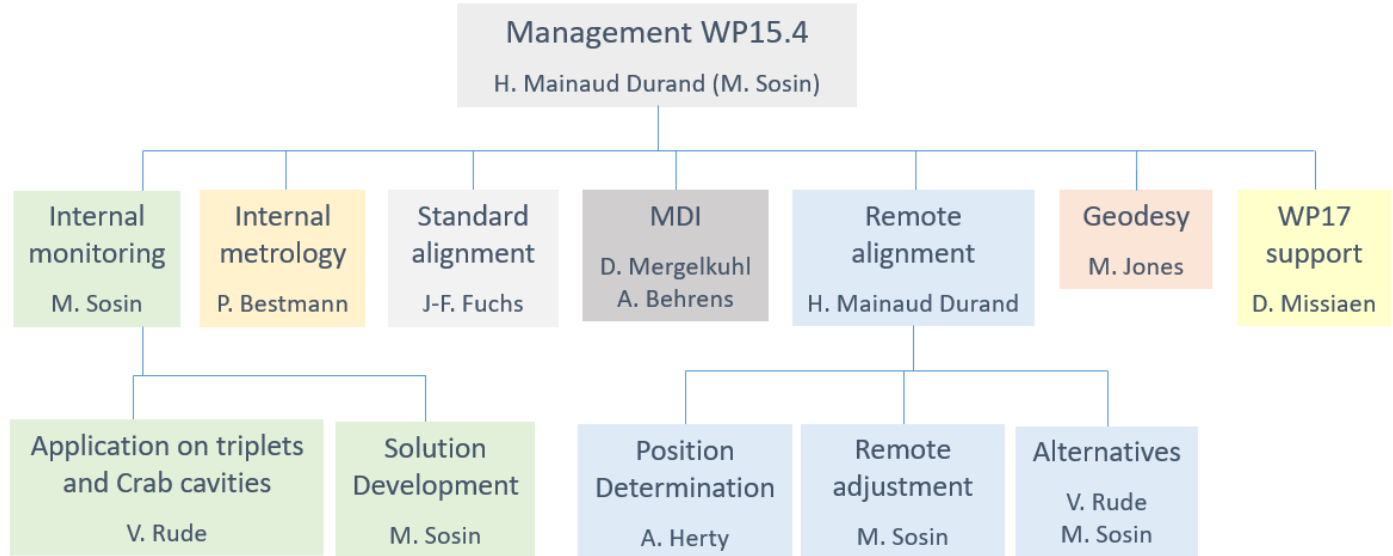 Management WP15.4
H. Mainaud Durand (M. Sosin)
Internal
monitoring
M. Sosin
Internal
metrology
P. Bestmann
Standard
alignment
J-F. Fuchs
MDI
D. Mergelkuhl
A. Behrens
Remote
alignment
H. Mainaud Durand
Geodesy
M. Jones
WP17
support
D. Missiaen
Application on triplets
and Crab cavities
V. Rude
Solution
Development
M. Sosin
Position
Determination
A. Herty
Remote
adjustment
M. Sosin
Alternatives
V. Rude
M. Sosin